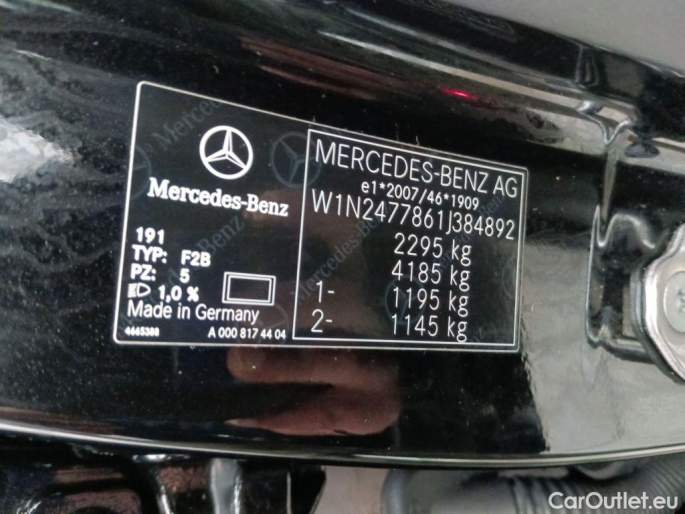 Mercedes-Benz
191
TYP: F2B
PZ: 5
1,0 %
Made in Germany
4445388
A 000 817 44 04
MERCEDES-BENZ AG
e1*2007/46*1909
W1N2477861J384892
2295 kg
4185 kg
1- 1195 kg
2- 1145 kg
CarOutlet.eu